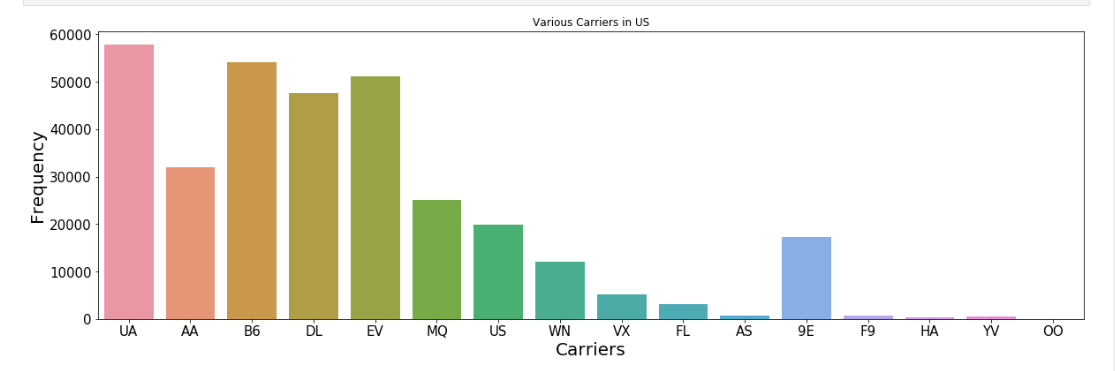 Various Carriers in US
60000
50000
40000
30000
20000
10000
0
Frequency
UA AA B6 DL EV MQ US WN VX FL AS 9E F9 HA YV OO
Carriers